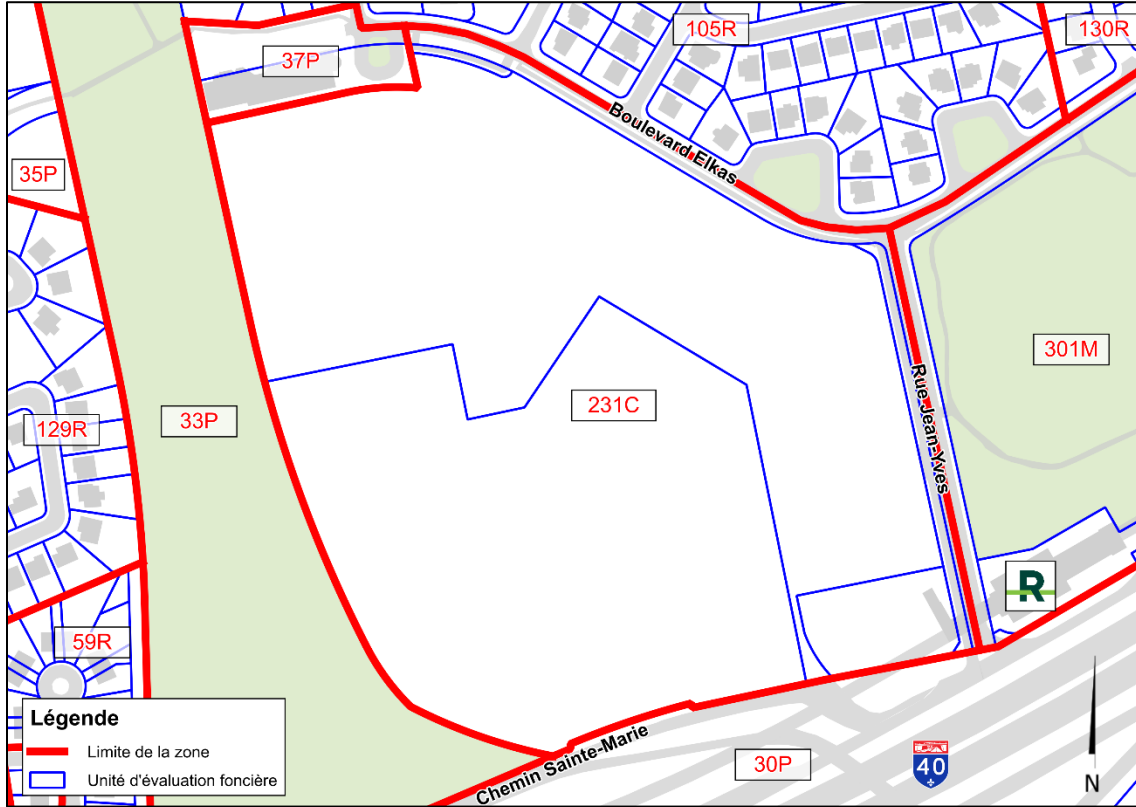 105R
130R
37P
Boulevard Elkas
35P
301M
231C
33P
129R
Rue Jean-Yves
R
59R
Légende
Limite de la zone
Unité d'évaluation foncière
Chemin Sainte-Marie
30P
40
N